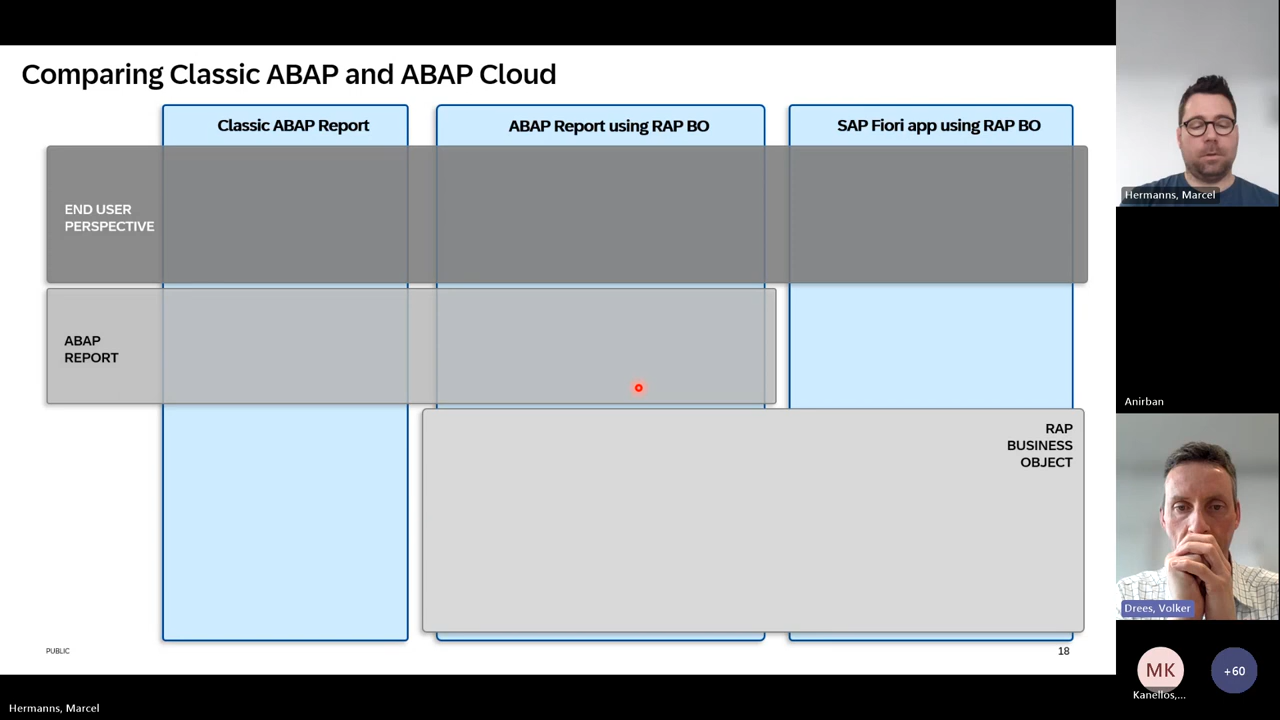 Comparing Classic ABAP and ABAP Cloud
Classic ABAP Report
ABAP Report using RAP BO
SAP Fiori app using RAP BO
END USER
PERSPECTIVE
ABAP
REPORT
RAP
BUSINESS
OBJECT
PUBLIC
18
Hermanns, Marcel
Hermanns, Marcel
Anirban
Drees, Volker
MK
Kanellos,...
+60